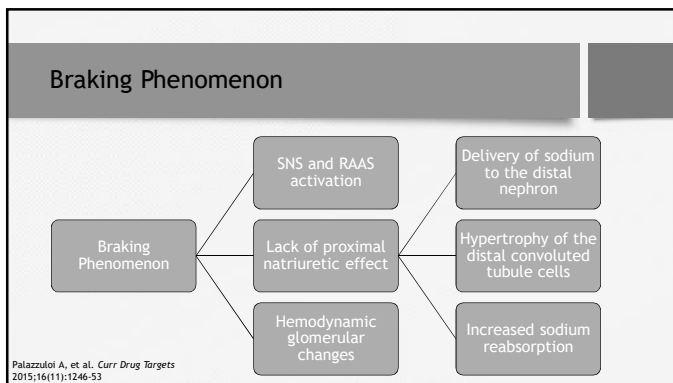 Braking Phenomenon
SNS and RAAS
activation
Delivery of sodium
to the distal
nephron
Braking
Phenomenon
Lack of proximal
natriuretic effect
Hypertrophy of the
distal convoluted
tubule cells
Hemodynamic
glomerular
changes
Increased sodium
reabsorption
Palazzuloi A, et al. Curr Drug Targets
2015;16(11):1246-53